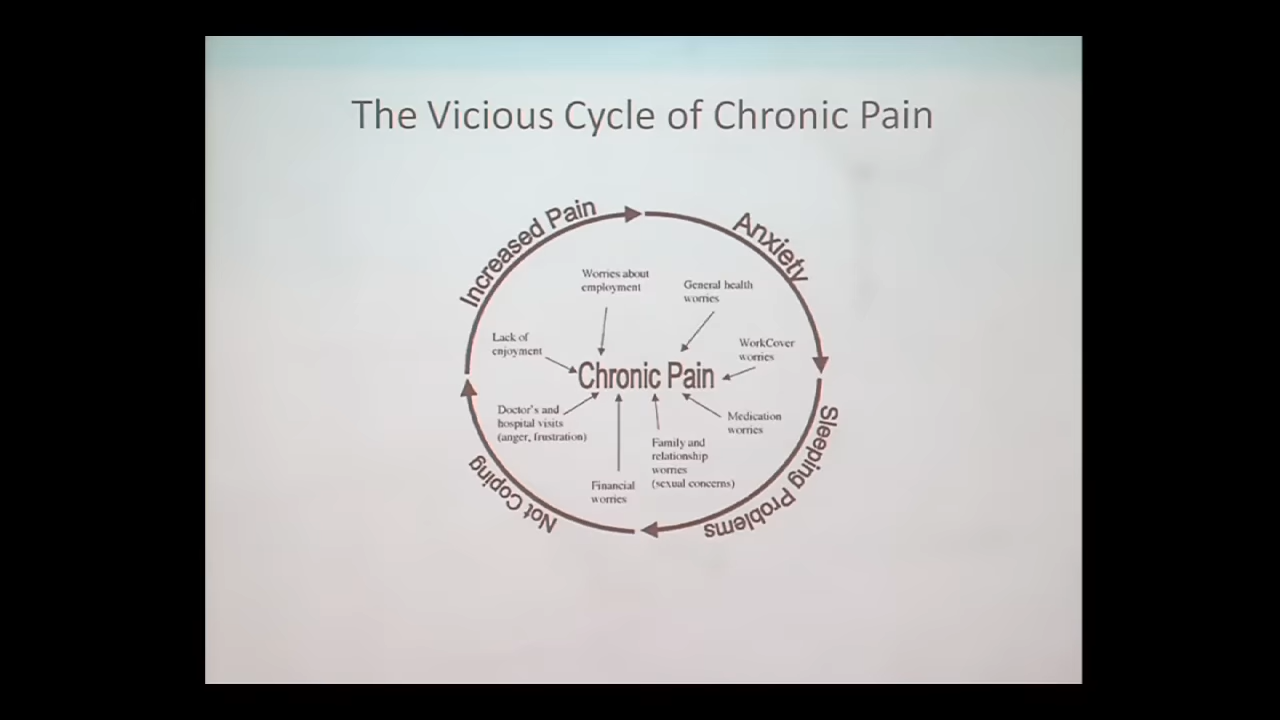 The Vicious Cycle of Chronic Pain
Increased Pain
Anxiety
Worries about
employment
General health
worries
Lack of
enjoyment
WorkCover
worries
Chronic Pain
Doctor's and
hospital visits
(anger, frustration)
Medication
worries
Family and
relationship
worries
(sexual concerns)
Financial
worries
Sleeping Problems
Not Coping